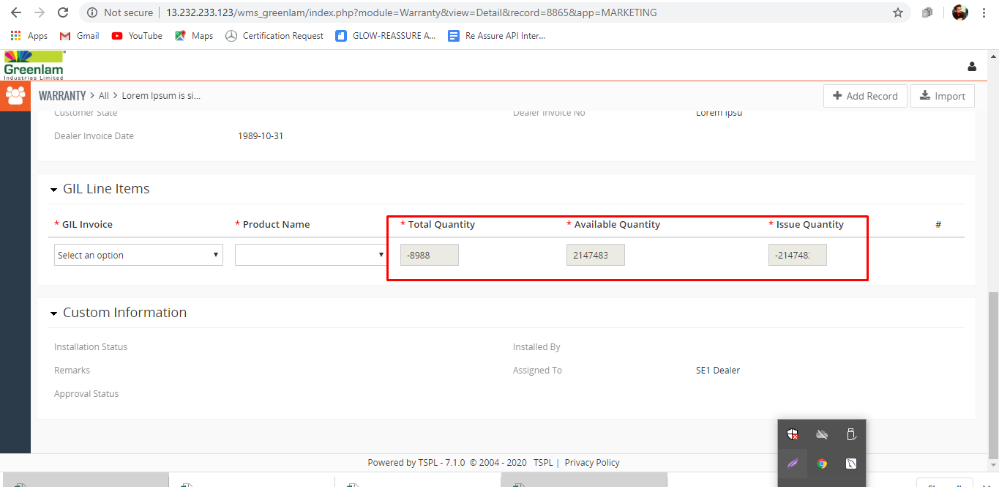 Not secure | 13.232.233.123/wms_greenlam/index.php?module=Warranty&view=Detail&record=8865&app=MARKETING
Apps Gmail YouTube Maps Certification Request GLOW-REASSURE A... Re Assure API Inter...
Greenlam
Industries Limited
WARRANTY > All > Lorem Ipsum is si... + Add Record Import
Customer State Dealer Invoice No Lorem Ipsu
Dealer Invoice Date 1989-10-31
GIL Line Items
* GIL Invoice * Product Name * Total Quantity * Available Quantity * Issue Quantity #
Select an option -8988 2147483 -214748
Custom Information
Installation Status Installed By
Remarks Assigned To SE1 Dealer
Approval Status
Powered by TSPL - 7.1.0 © 2004 - 2020 TSPL | Privacy Policy